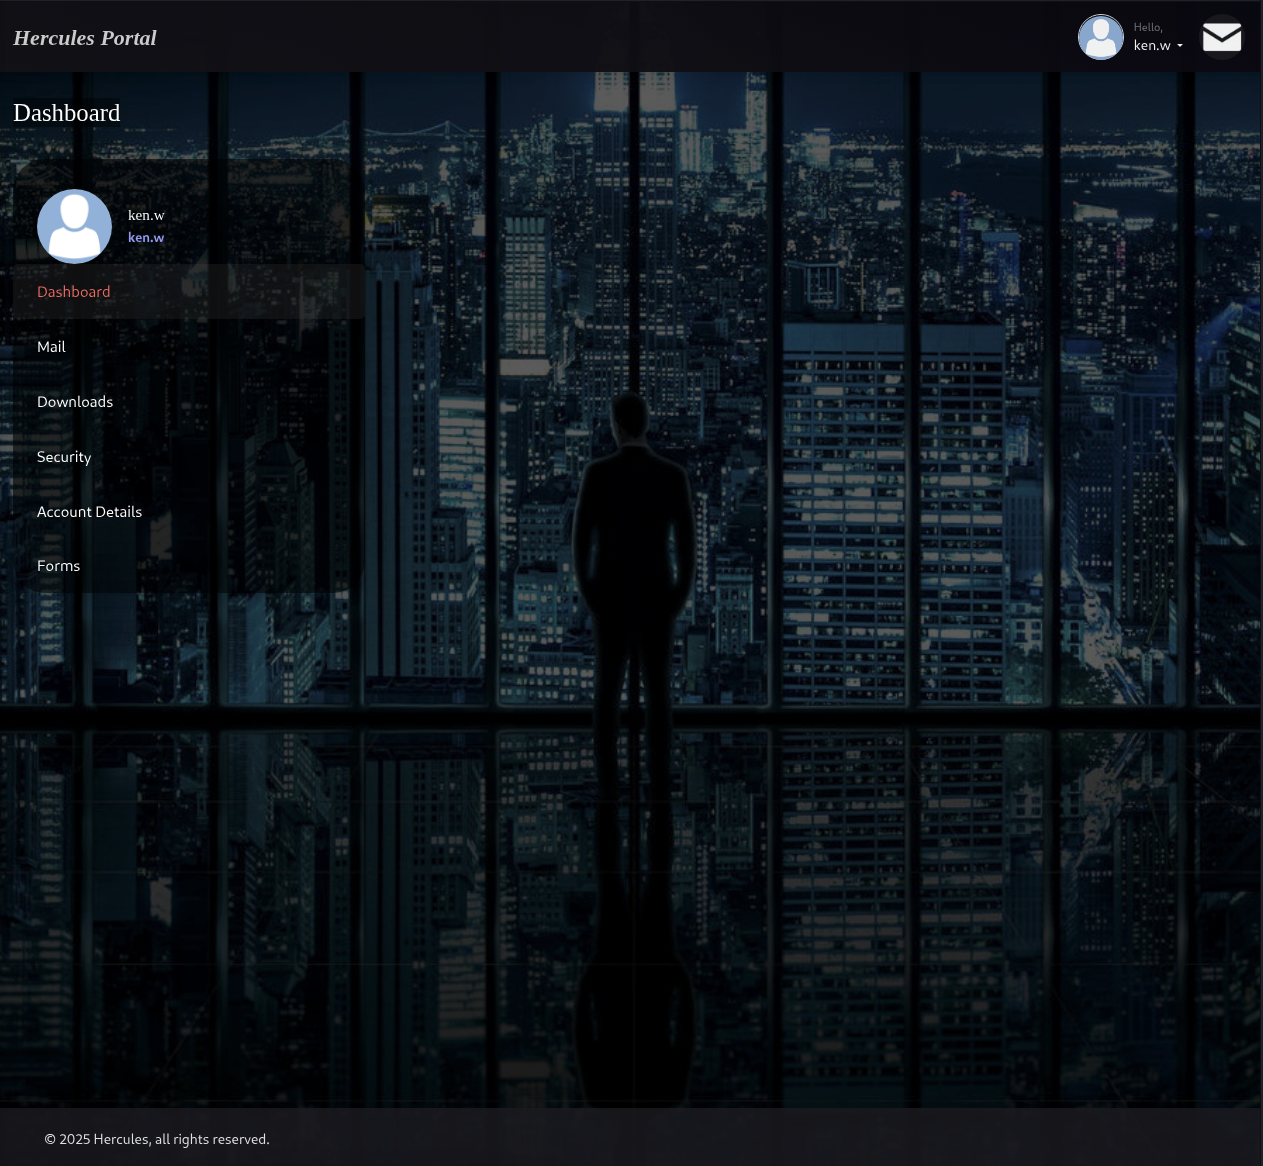 Hercules Portal
Hello,
ken.w
Dashboard
ken.w
ken.w
Dashboard
Mail
Downloads
Security
Account Details
Forms
© 2025 Hercules, all rights reserved.